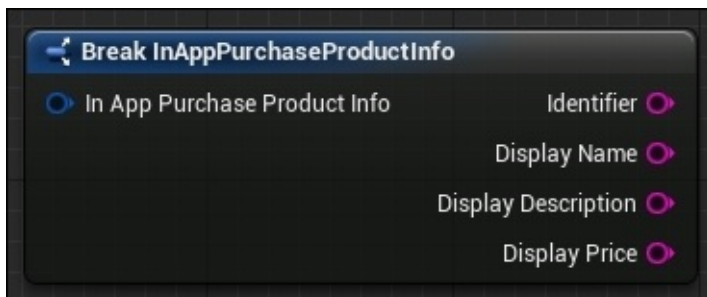 Break InAppPurchaseProductInfo
In App Purchase Product Info Identifier
Display Name
Display Description
Display Price